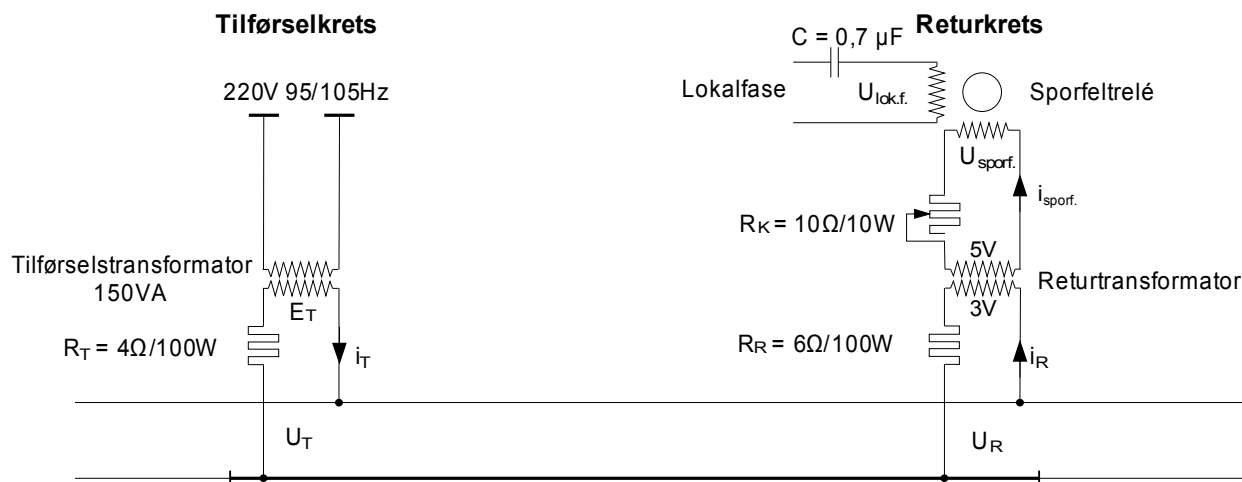 Tilførselkrets
Returkrets
C = 0,7 µF
220V 95/105Hz
Lokalfase
Ulok.f.
Sporfeltrelé
Usporf.
isporf.
RK = 10Ω/10W
5V
Tilførselstransformator
150VA
Returtransformator
ET
3V
RT = 4Ω/100W
iT
RR = 6Ω/100W
iR
UT
UR